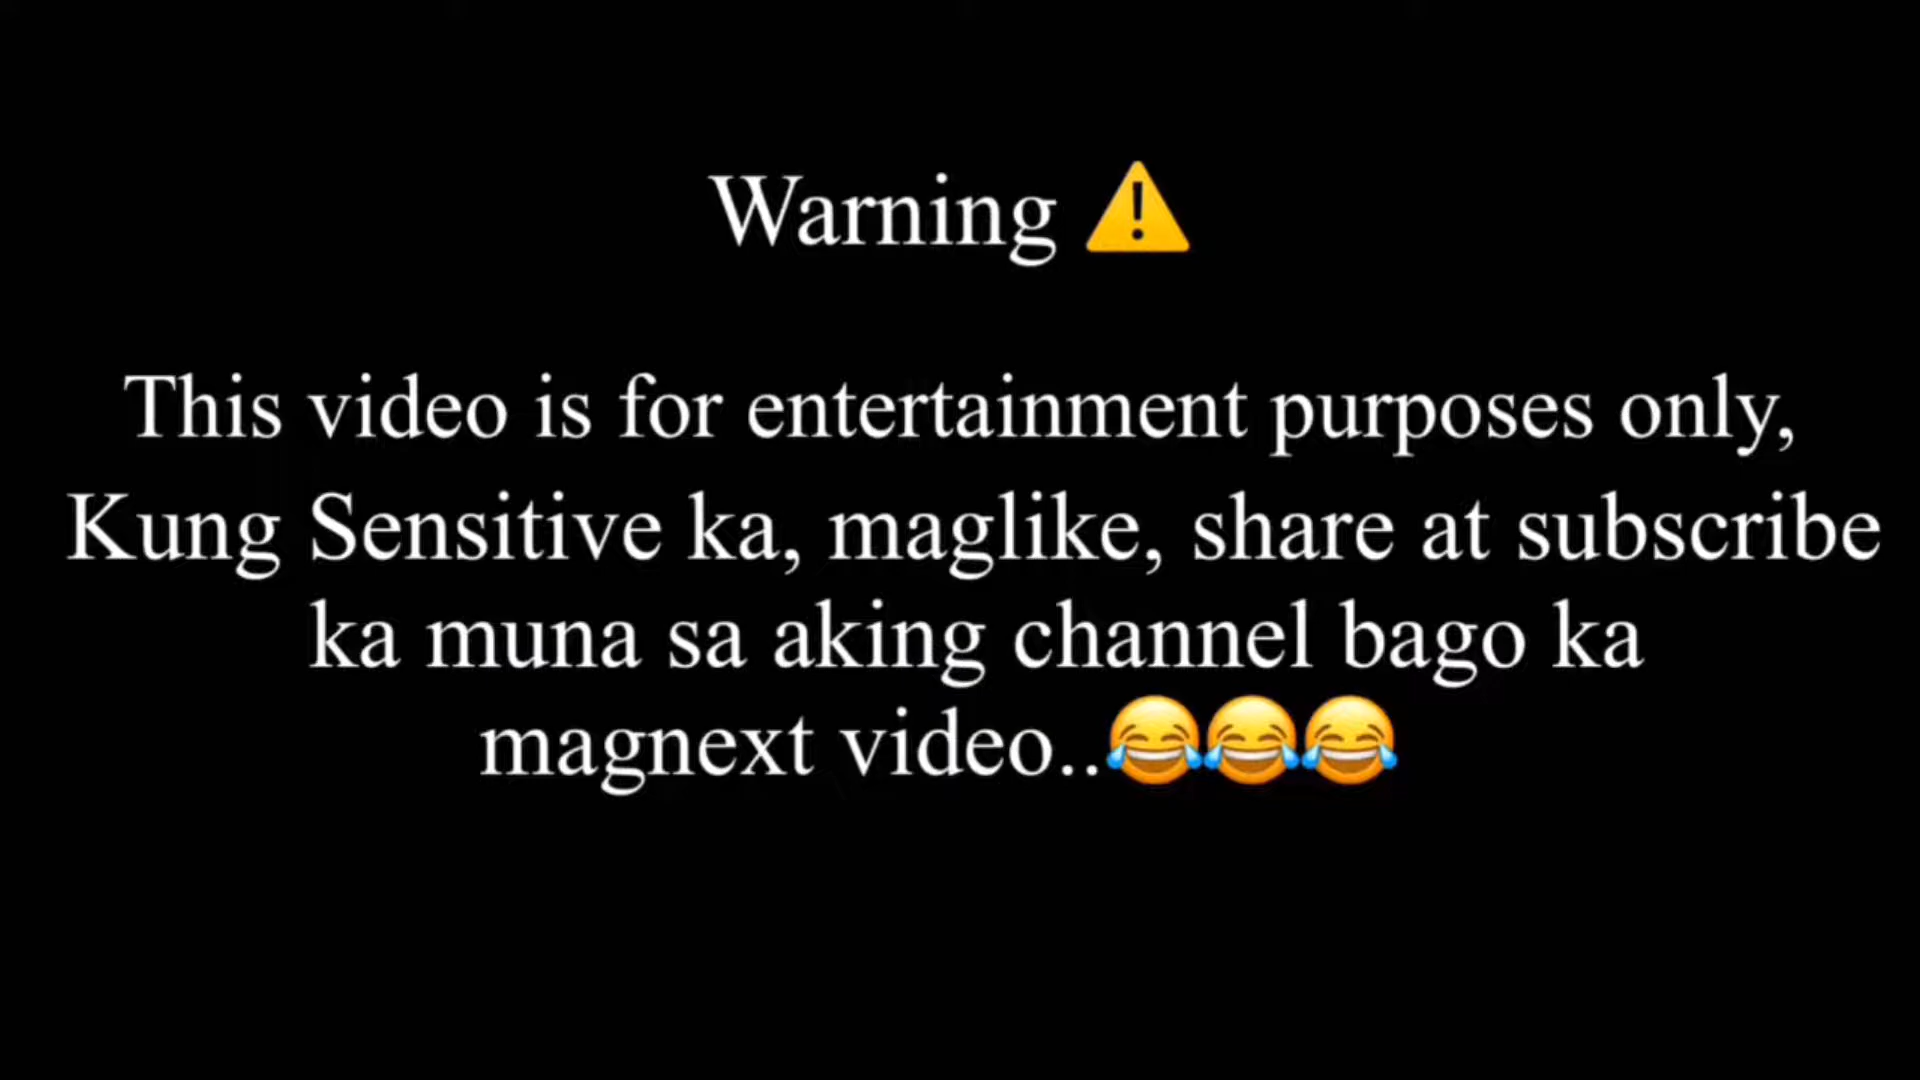 Warning ⚠️
This video is for entertainment purposes only,
Kung Sensitive ka, maglike, share at subscribe
ka muna sa aking channel bago ka
magnext video..😂😂😂